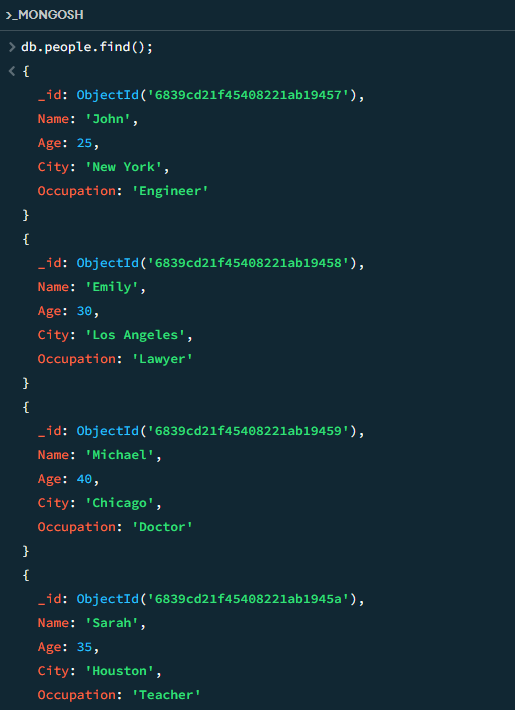 >_MONGOSH
> db.people.find();
< {
_id: ObjectId('6839cd21f45408221ab19457'),
Name: 'John',
Age: 25,
City: 'New York',
Occupation: 'Engineer'
}
{
_id: ObjectId('6839cd21f45408221ab19458'),
Name: 'Emily',
Age: 30,
City: 'Los Angeles',
Occupation: 'Lawyer'
}
{
_id: ObjectId('6839cd21f45408221ab19459'),
Name: 'Michael',
Age: 40,
City: 'Chicago',
Occupation: 'Doctor'
}
{
_id: ObjectId('6839cd21f45408221ab1945a'),
Name: 'Sarah',
Age: 35,
City: 'Houston',
Occupation: 'Teacher'